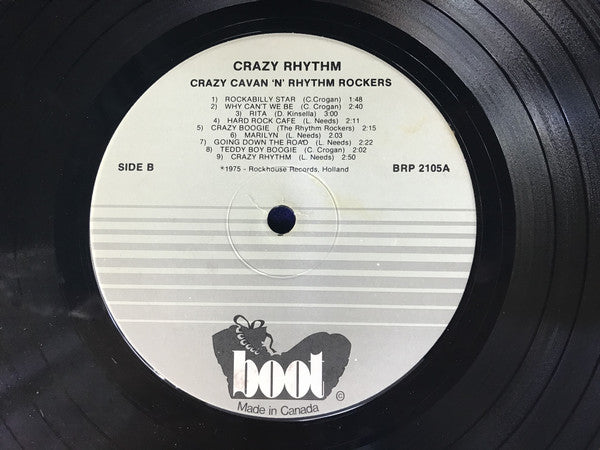 CRAZY RHYTHM
CRAZY CAVAN 'N' RHYTHM ROCKERS
1) ROCKABILLY STAR (C.Crogan) 1:48
2) WHY CAN'T WE BE (C. Crogan) 2:40
3) RITA (D. Kinsella) 3:00
4) HARD ROCK CAFE (L. Needs) 2:11
5) CRAZY BOOGIE (The Rhythm Rockers) 2:15
6) MARILYN (L. Needs) 2.03
7) GOING DOWN THE ROAD (L. Needs) 2:22
8) TEDDY BOY BOOGIE (C. Crogan) 2:02
9) CRAZY RHYTHM (L. Needs) 2:50
SIDE B
*1975 - Rockhouse Records, Holland
BRP 2105A
boot
©
Made in Canada